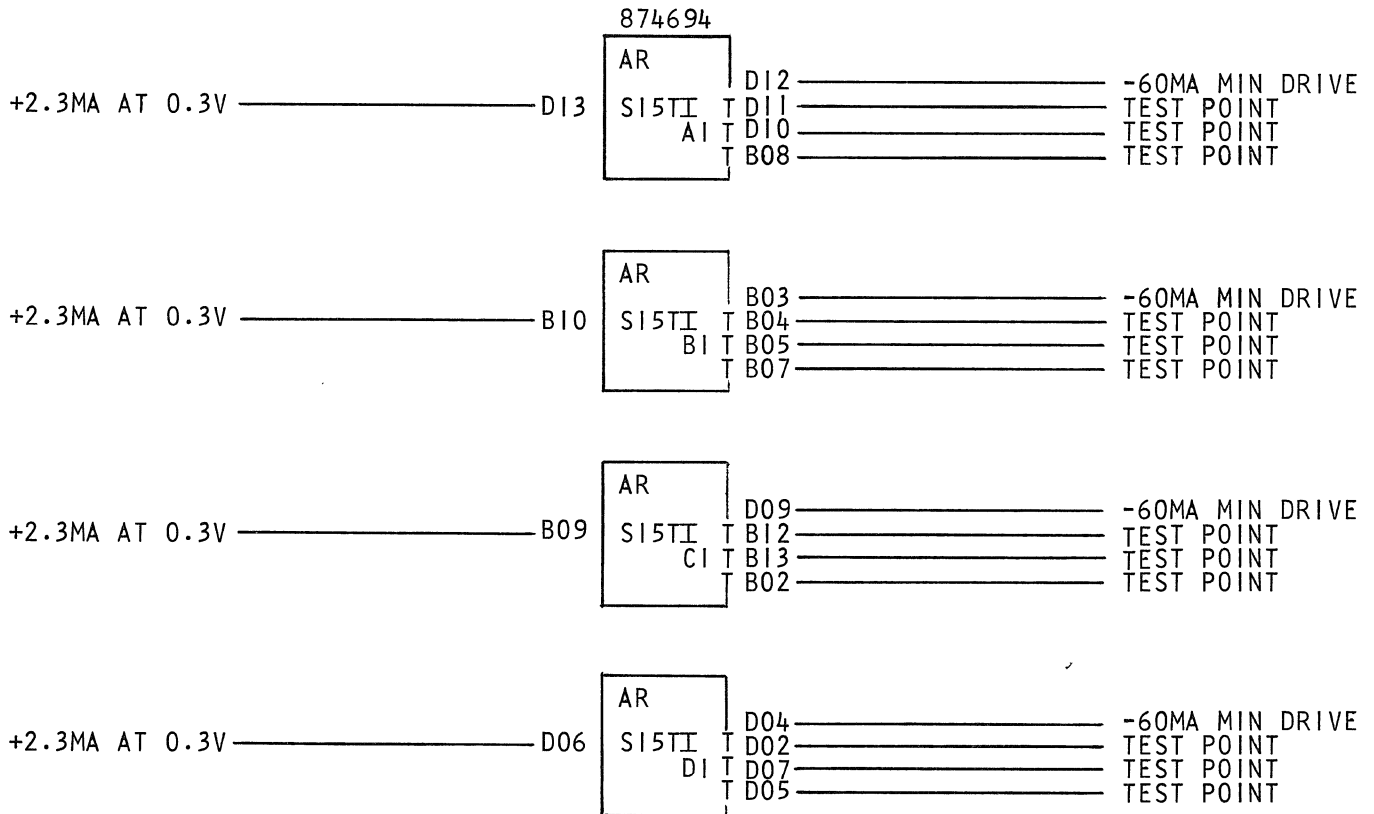 874694
AR
D12 -60MA MIN DRIVE
+2.3MA AT 0.3V D13 S15TI T D11 TEST POINT
A1 T D10 TEST POINT
T B08 TEST POINT
AR
B03 -60MA MIN DRIVE
+2.3MA AT 0.3V B10 S15TI T B04 TEST POINT
B1 T B05 TEST POINT
T B07 TEST POINT
AR
D09 -60MA MIN DRIVE
+2.3MA AT 0.3V B09 S15TI T B12 TEST POINT
C1 T B13 TEST POINT
T B02 TEST POINT
AR
D04 -60MA MIN DRIVE
+2.3MA AT 0.3V D06 S15TI T D02 TEST POINT
D1 T D07 TEST POINT
T D05 TEST POINT